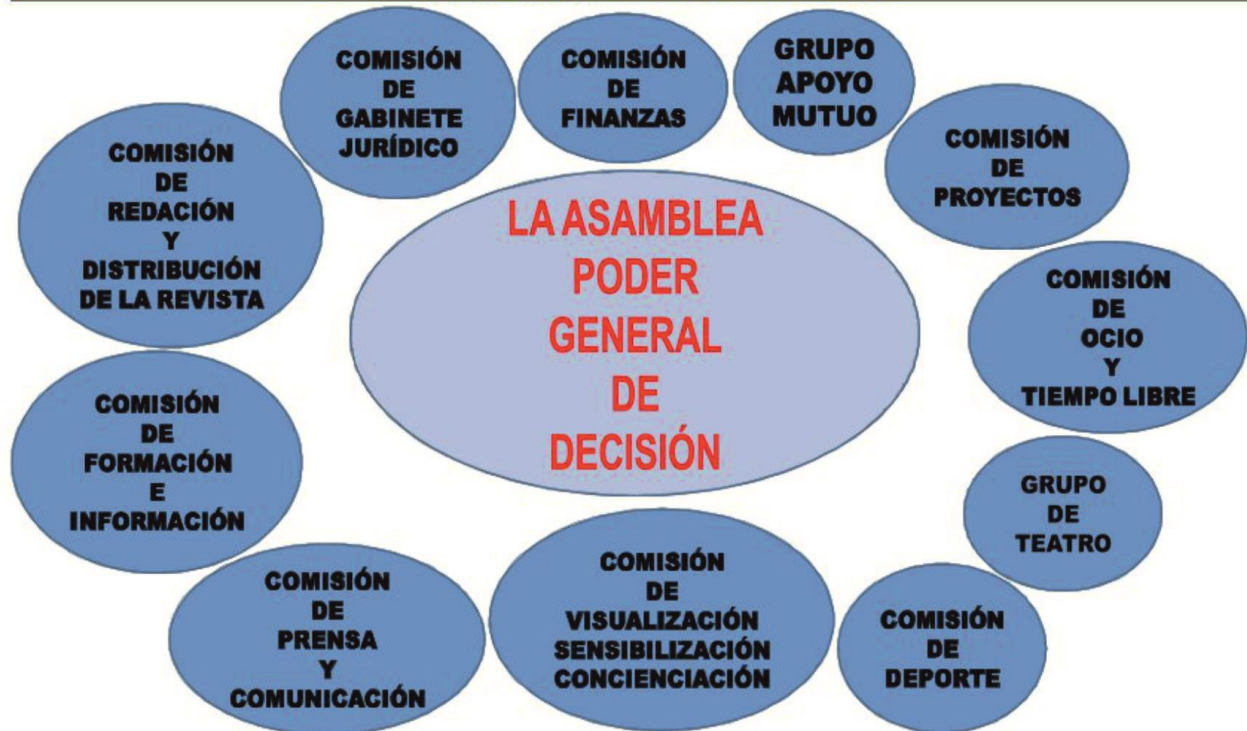 COMISIÓN
DE
GABINETE
JURÍDICO
COMISIÓN
DE
FINANZAS
GRUPO
APOYO
MUTUO
COMISIÓN
DE
PROYECTOS
COMISIÓN
DE
OCIO
Y
TIEMPO LIBRE
GRUPO
DE
TEATRO
COMISIÓN
DE
DEPORTE
COMISIÓN
DE
VISUALIZACIÓN
SENSIBILIZACIÓN
CONCIENCIACIÓN
COMISIÓN
DE
PRENSA
Y
COMUNICACIÓN
COMISIÓN
DE
FORMACIÓN
E
INFORMACIÓN
COMISIÓN
DE
REDACIÓN
Y
DISTRIBUCIÓN
DE LA REVISTA
LA ASAMBLEA
PODER
GENERAL
DE
DECISIÓN